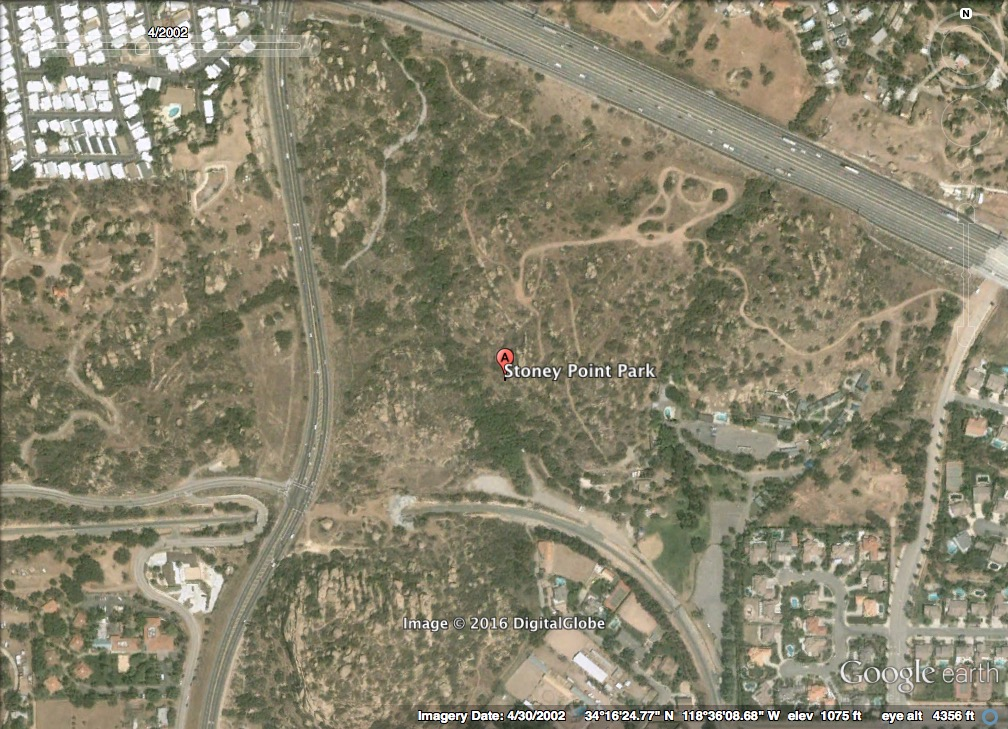 4/2002
N
A
Stoney Point Park
Image © 2016 DigitalGlobe
Google earth
Imagery Date: 4/30/2002 34°16'24.77" N 118°36'08.68" W elev 1075 ft eye alt 4356 ft